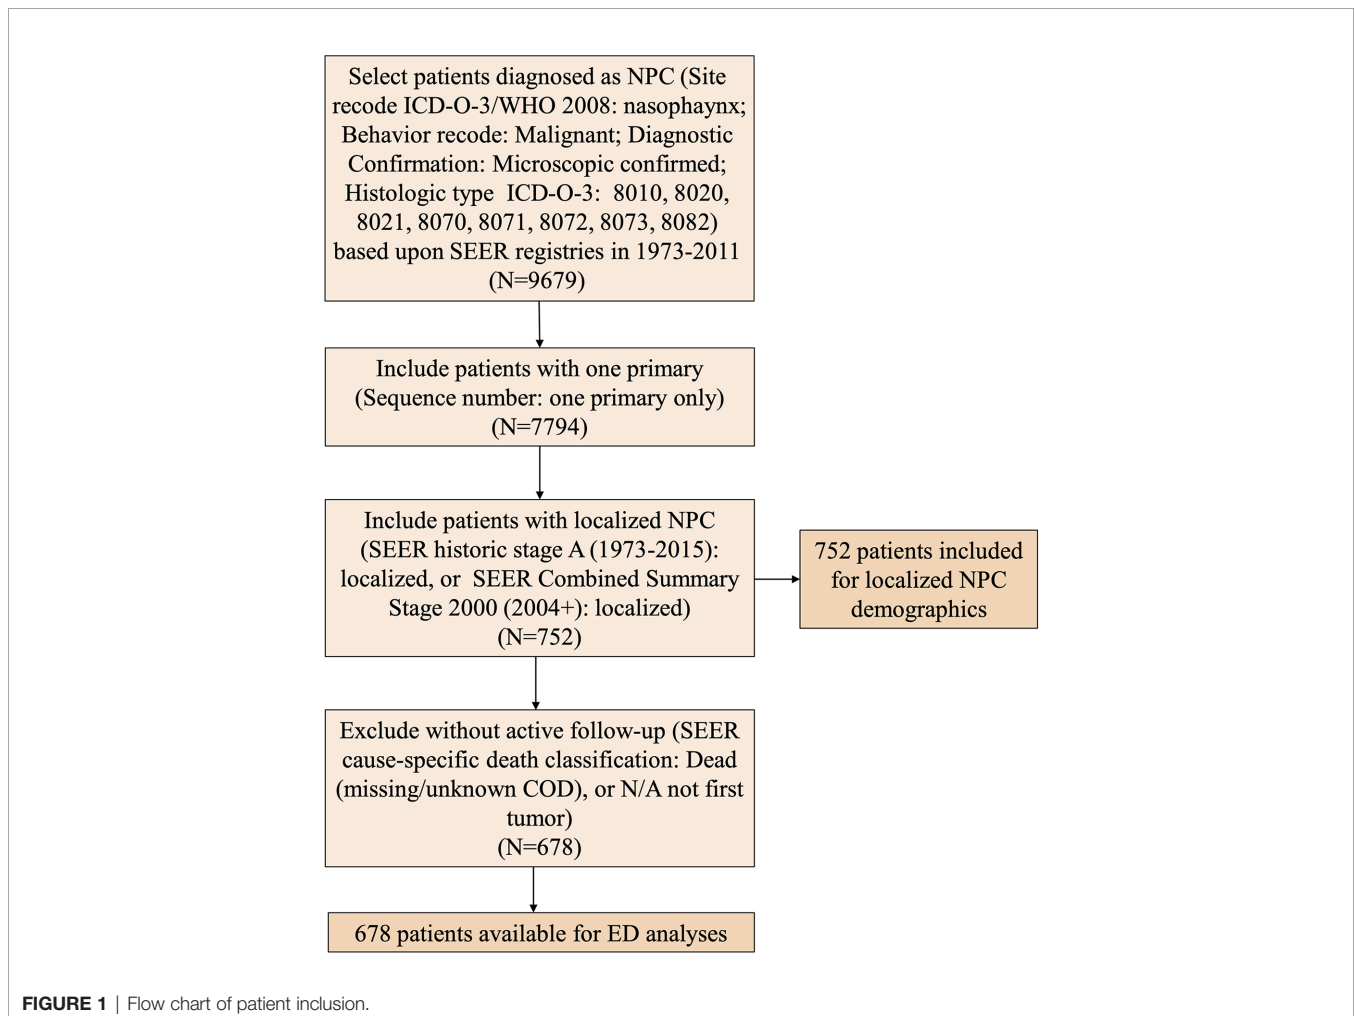 Select patients diagnosed as NPC (Site
recode ICD-O-3/WHO 2008: nasophaynx;
Behavior recode: Malignant; Diagnostic
Confirmation: Microscopic confirmed;
Histologic type ICD-O-3: 8010, 8020,
8021, 8070, 8071, 8072, 8073, 8082)
based upon SEER registries in 1973-2011
(N=9679)
Include patients with one primary
(Sequence number: one primary only)
(N=7794)
Include patients with localized NPC
(SEER historic stage A (1973-2015):
localized, or SEER Combined Summary
Stage 2000 (2004+): localized)
(N=752)
752 patients included
for localized NPC
demographics
Exclude without active follow-up (SEER
cause-specific death classification: Dead
(missing/unknown COD), or N/A not first
tumor)
(N=678)
678 patients available for ED analyses
FIGURE 1 | Flow chart of patient inclusion.